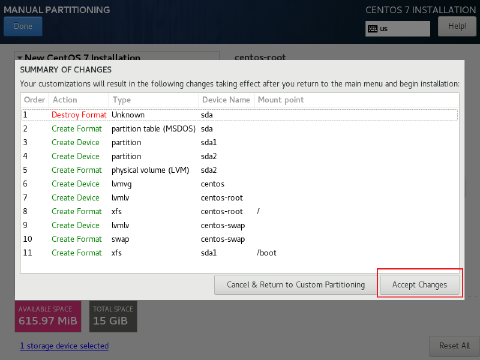 MANUAL PARTITIONING
CENTOS 7 INSTALLATION
Done
us
Help!
New CentOS 7 Installation
centos-root
SUMMARY OF CHANGES
Your customizations will result in the following changes taking effect after you return to the main menu and begin installation:
Order Action Type Device Name Mount point
1 Destroy Format Unknown sda
2 Create Format partition table (MSDOS) sda
3 Create Device partition sda1
4 Create Device partition sda2
5 Create Format physical volume (LVM) sda2
6 Create Device lvmvg centos
7 Create Device lvmlv centos-root
8 Create Format xfs centos-root /
9 Create Device lvmlv centos-swap
10 Create Format swap centos-swap
11 Create Format xfs sda1 /boot
Cancel & Return to Custom Partitioning
Accept Changes
AVAILABLE SPACE
615.97 MiB
TOTAL SPACE
15 GiB
1 storage device selected
Reset All